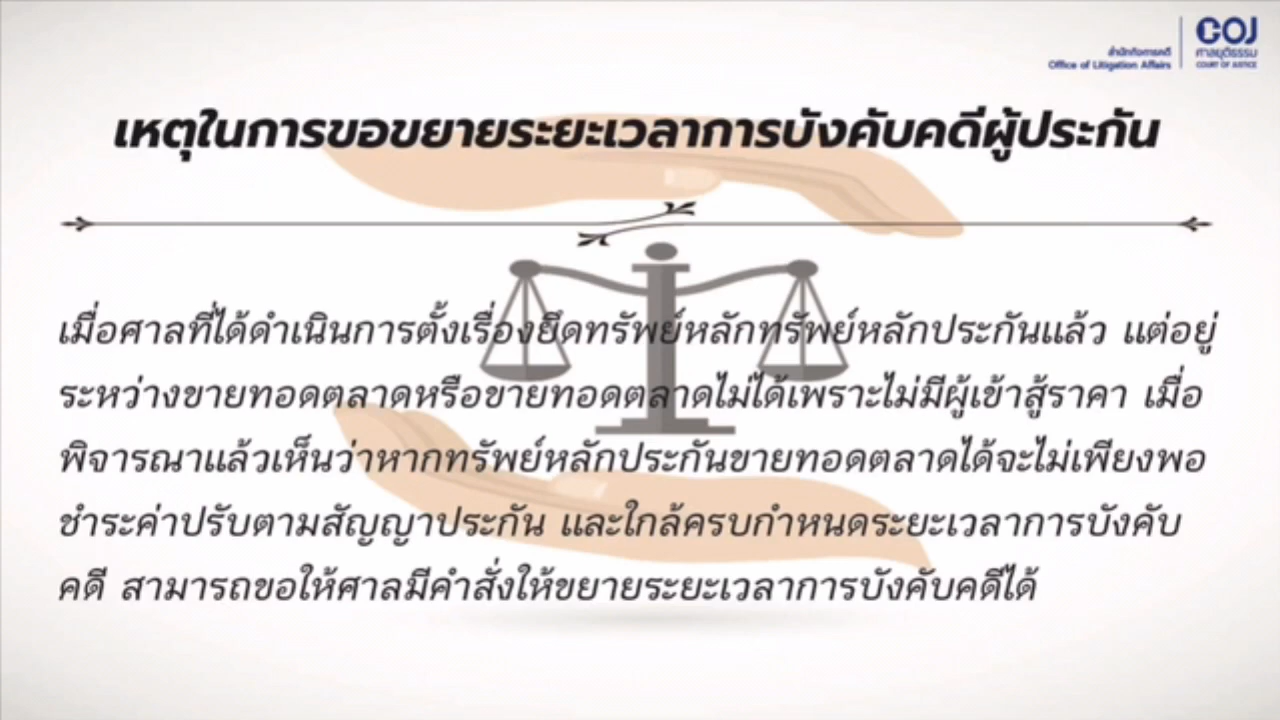 สำนักกิจการคดี
Office of Litigation Affairs
COJ
ศาลยุติธรรม
COURT OF JUSTICE
เหตุในการขอขยายระยะเวลาการบังคับคดีผู้ประกัน
เมื่อศาลที่ได้ดำเนินการตั้งเรื่องยึดทรัพย์หลักทรัพย์หลักประกันแล้ว แต่อยู่
ระหว่างขายทอดตลาดหรือขายทอดตลาดไม่ได้เพราะไม่มีผู้เข้าสู้ราคา เมื่อ
พิจารณาแล้วเห็นว่าหากทรัพย์หลักประกันขายทอดตลาดได้จะไม่เพียงพอ
ชำระค่าปรับตามสัญญาประกัน และใกล้ครบกำหนดระยะเวลาการบังคับ
คดี สามารถขอให้ศาลมีคำสั่งให้ขยายระยะเวลาการบังคับคดีได้